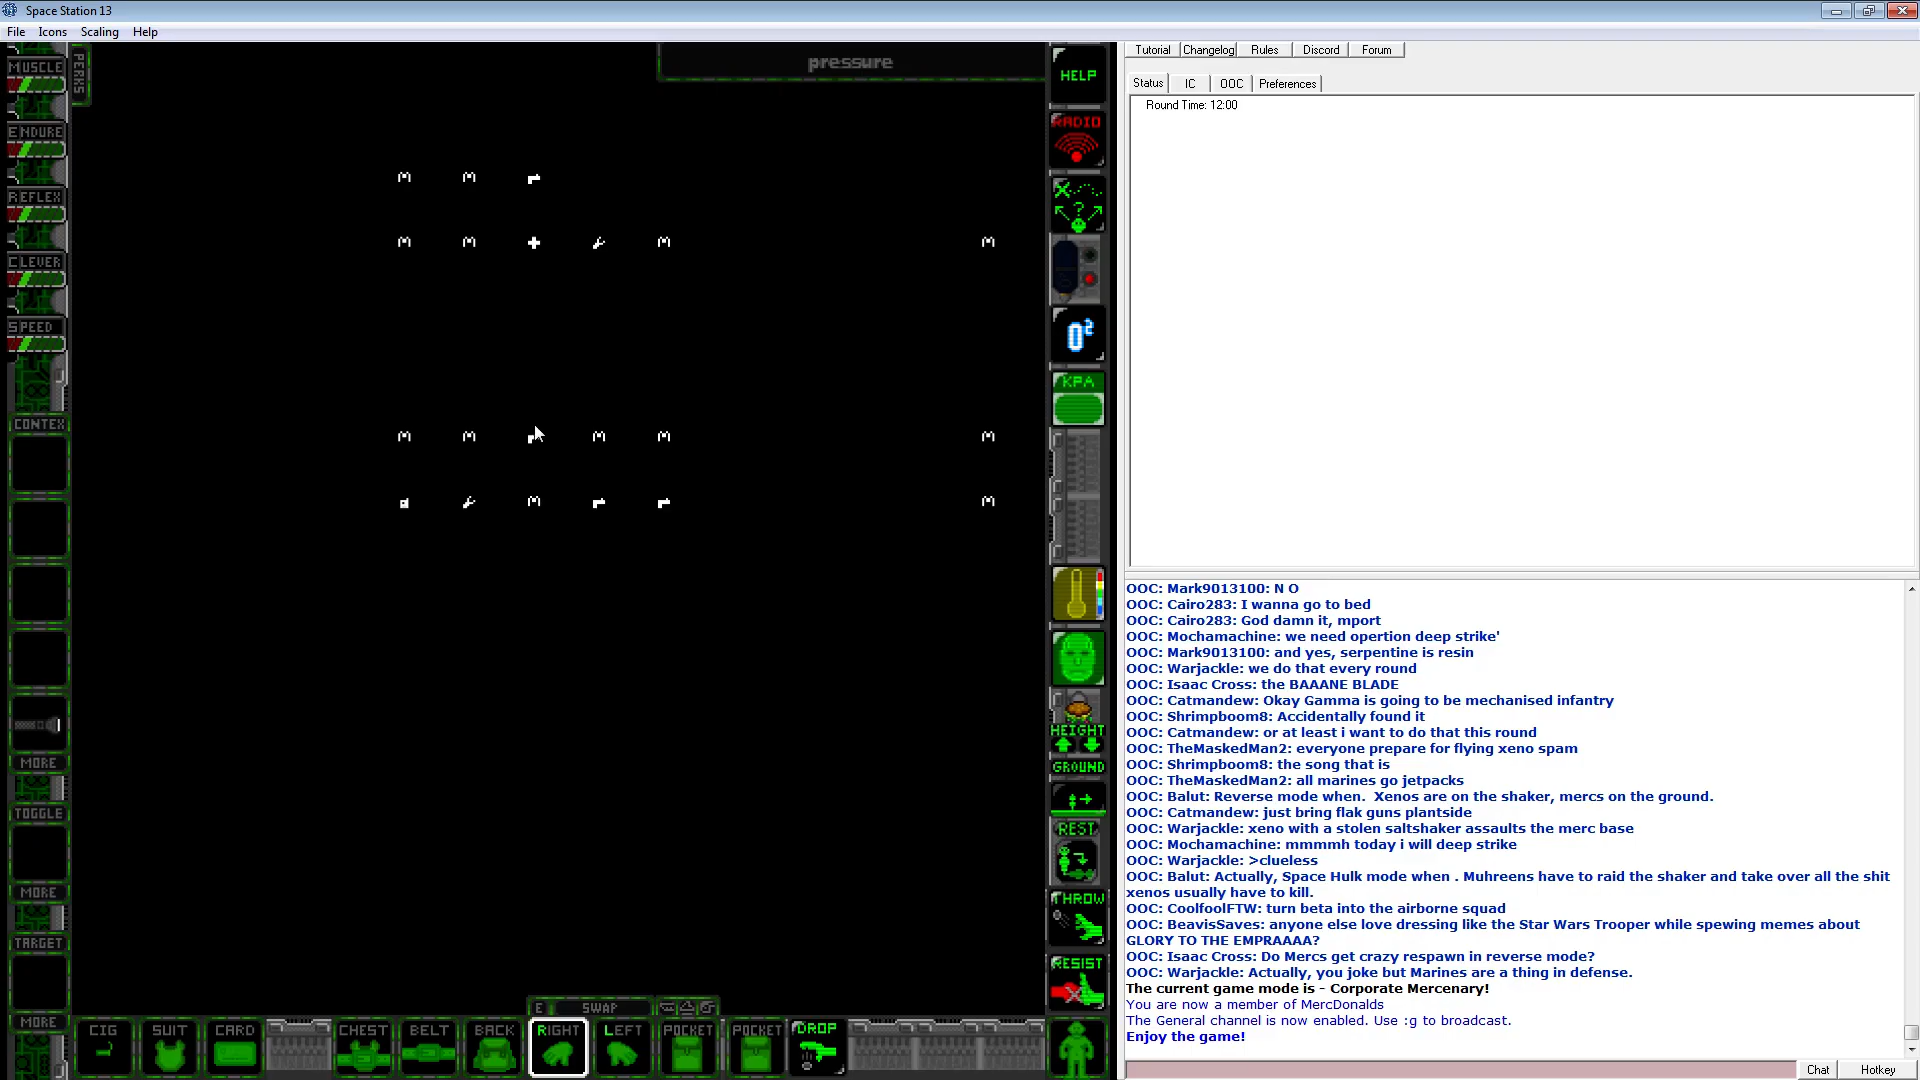 Space Station 13
File Icons Scaling Help
MUSCLE
PERKS
pressure
HELP
Tutorial Changelog Rules Discord Forum
Status IC OOC Preferences
Round Time: 12:00
RADIO
ENDURE
REFLEX
CLEVER
SPEED
O²
KPA
CONTEX
MORE
TOGGLE
MORE
TARGET
MORE
HEIGHT
GROUND
REST
THROW
RESIST
E SWAP
CIG SUIT CARD CHEST BELT BACK RIGHT LEFT POCKET POCKET DROP
OOC: Mark9013100: N O
OOC: Cairo283: I wanna go to bed
OOC: Cairo283: God damn it, mport
OOC: Mochamachine: we need opertion deep strike'
OOC: Mark9013100: and yes, serpentine is resin
OOC: Warjackle: we do that every round
OOC: Isaac Cross: the BAAANE BLADE
OOC: Catmandew: Okay Gamma is going to be mechanised infantry
OOC: Shrimpboom8: Accidentally found it
OOC: Catmandew: or at least i want to do that this round
OOC: TheMaskedMan2: everyone prepare for flying xeno spam
OOC: Shrimpboom8: the song that is
OOC: TheMaskedMan2: all marines go jetpacks
OOC: Balut: Reverse mode when.  Xenos are on the shaker, mercs on the ground.
OOC: Catmandew: just bring flak guns plantside
OOC: Warjackle: xeno with a stolen saltshaker assaults the merc base
OOC: Mochamachine: mmmmh today i will deep strike
OOC: Warjackle: >clueless
OOC: Balut: Actually, Space Hulk mode when . Muhreens have to raid the shaker and take over all the shit
xenos usually have to kill.
OOC: CoolfoolFTW: turn beta into the airborne squad
OOC: BeavisSaves: anyone else love dressing like the Star Wars Trooper while spewing memes about
GLORY TO THE EMPRAAAA?
OOC: Isaac Cross: Do Mercs get crazy respawn in reverse mode?
OOC: Warjackle: Actually, you joke but Marines are a thing in defense.
The current game mode is - Corporate Mercenary!
You are now a member of MercDonalds
The General channel is now enabled. Use :g to broadcast.
Enjoy the game!
Chat Hotkey